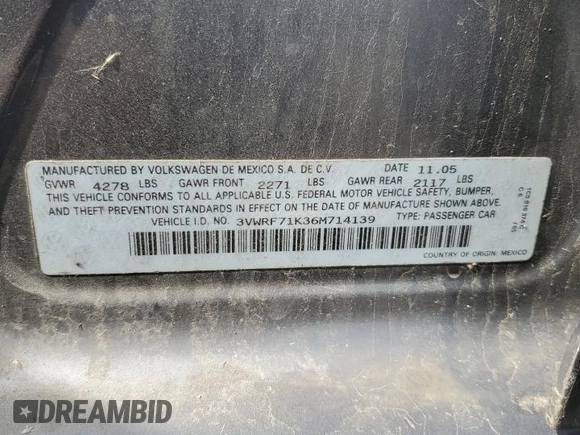 MANUFACTURED BY VOLKSWAGEN DE MEXICO S.A. DE C.V. DATE 11.05
GVWR 4278 LBS GAWR FRONT 2271 LBS GAWR REAR 2117 LBS
THIS VEHICLE CONFORMS TO ALL APPLICABLE U.S. FEDERAL MOTOR VEHICLE SAFETY, BUMPER,
AND THEFT PREVENTION STANDARDS IN EFFECT ON THE DATE OF MANUFACTURE SHOWN ABOVE.
VEHICLE I.D. NO. 3VWRF71K36M714139 TYPE: PASSENGER CAR
COUNTRY OF ORIGIN: MEXICO
DREAMBID